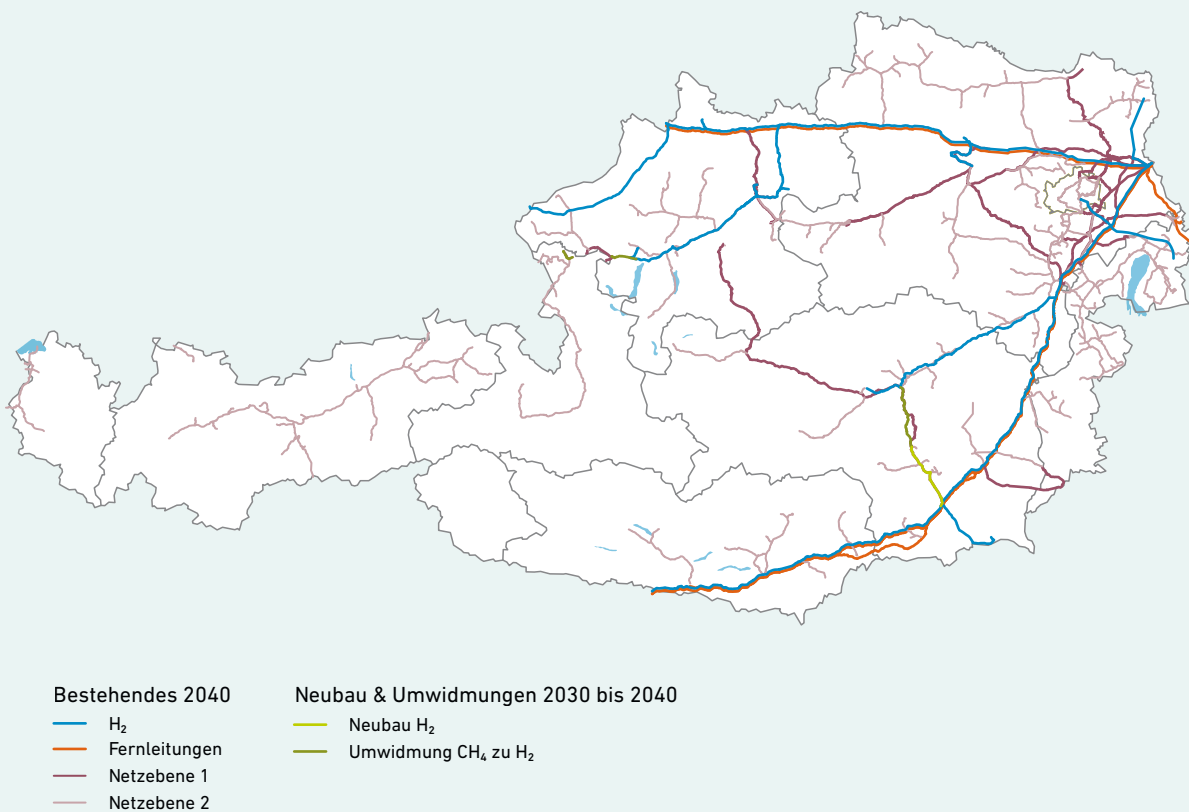 Bestehendes 2040
H₂
Fernleitungen
Netzebene 1
Netzebene 2
Neubau & Umwidmungen 2030 bis 2040
Neubau H₂
Umwidmung CH₄ zu H₂